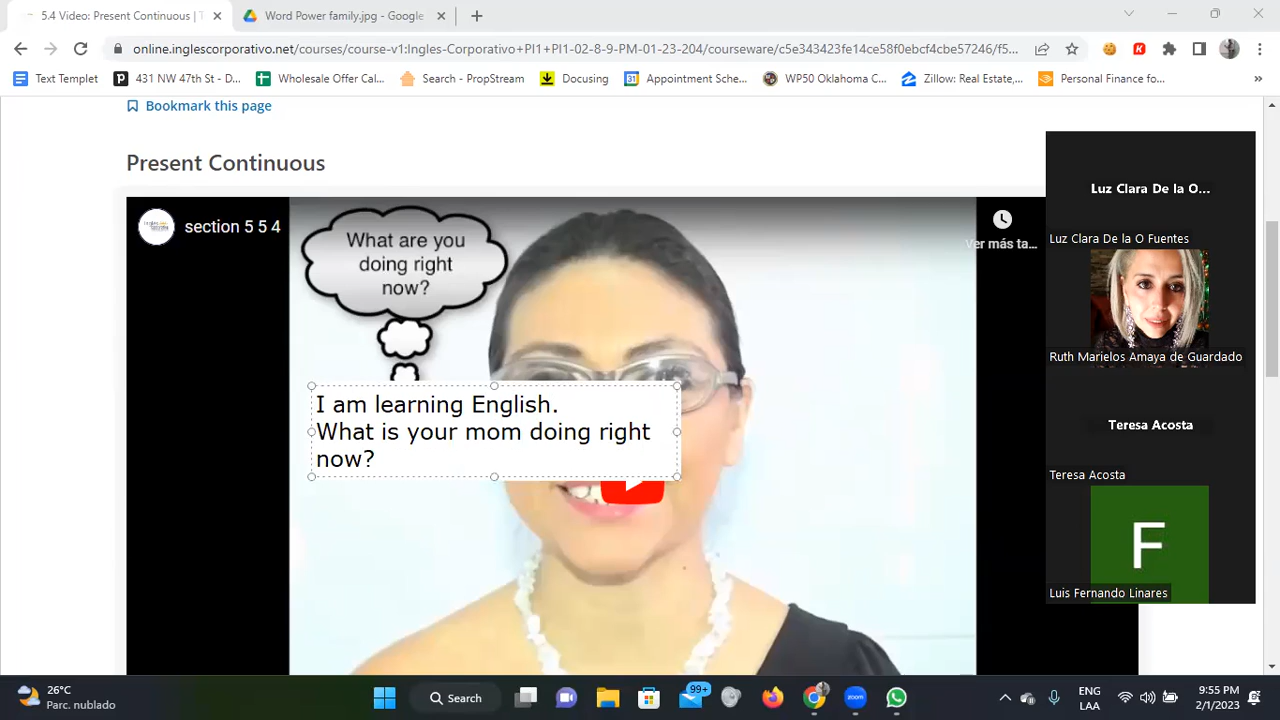 5.4 Video: Present Continuous | T
Word Power family.jpg - Google
online.inglescorporativo.net/courses/course-v1:Ingles-Corporativo+PI1+PI1-02-8-9-PM-01-23-204/courseware/c5e343423fe14ce58f0ebcf4cbe57246/f5...
Text Templet
431 NW 47th St - D...
Wholesale Offer Cal...
Search - PropStream
Docusing
Appointment Sche...
WP50 Oklahoma C...
Zillow: Real Estate,...
Personal Finance fo...
»
Bookmark this page
Present Continuous
section 5 5 4
Ver más ta...
What are you
doing right
now?
I am learning English.
What is your mom doing right
now?
Luz Clara De la O...
Luz Clara De la O Fuentes
Ruth Marielos Amaya de Guardado
Teresa Acosta
Teresa Acosta
F
Luis Fernando Linares
26°C
Parc. nublado
Search
99+
zoom
ENG
LAA
9:55 PM
2/1/2023